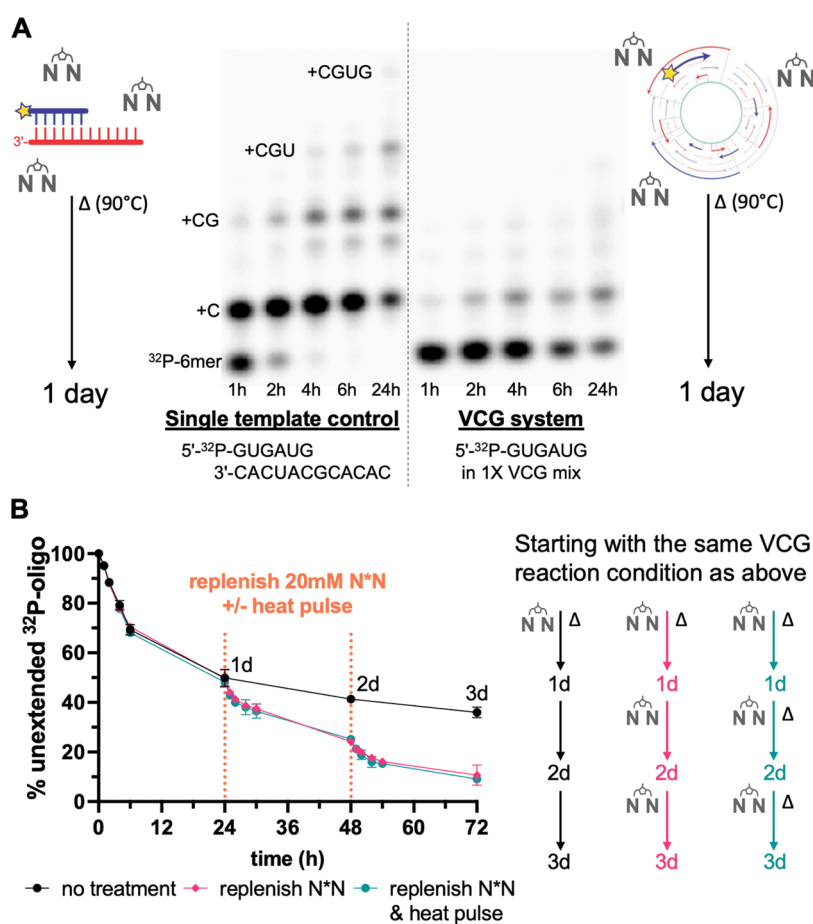 A
N N
N N
N N
3'-
Δ (90°C)
1 day
+CGUG
+CGU
+CG
+C
³²P-6mer
1h 2h 4h 6h 24h
Single template control
5'-³²P-GUGAUG
3'-CACUACGCACAC
1h 2h 4h 6h 24h
VCG system
5'-³²P-GUGAUG
in 1X VCG mix
N N
N N
N N
Δ (90°C)
1 day
B
% unextended ³²P-oligo
100
80
60
40
20
0
replenish 20mM N*N
+/- heat pulse
1d
2d
3d
0 12 24 36 48 60 72
time (h)
no treatment
replenish N*N
replenish N*N
& heat pulse
Starting with the same VCG
reaction condition as above
N N Δ N N Δ N N Δ
1d 1d 1d
N N N N Δ
2d 2d 2d
N N N N Δ
3d 3d 3d